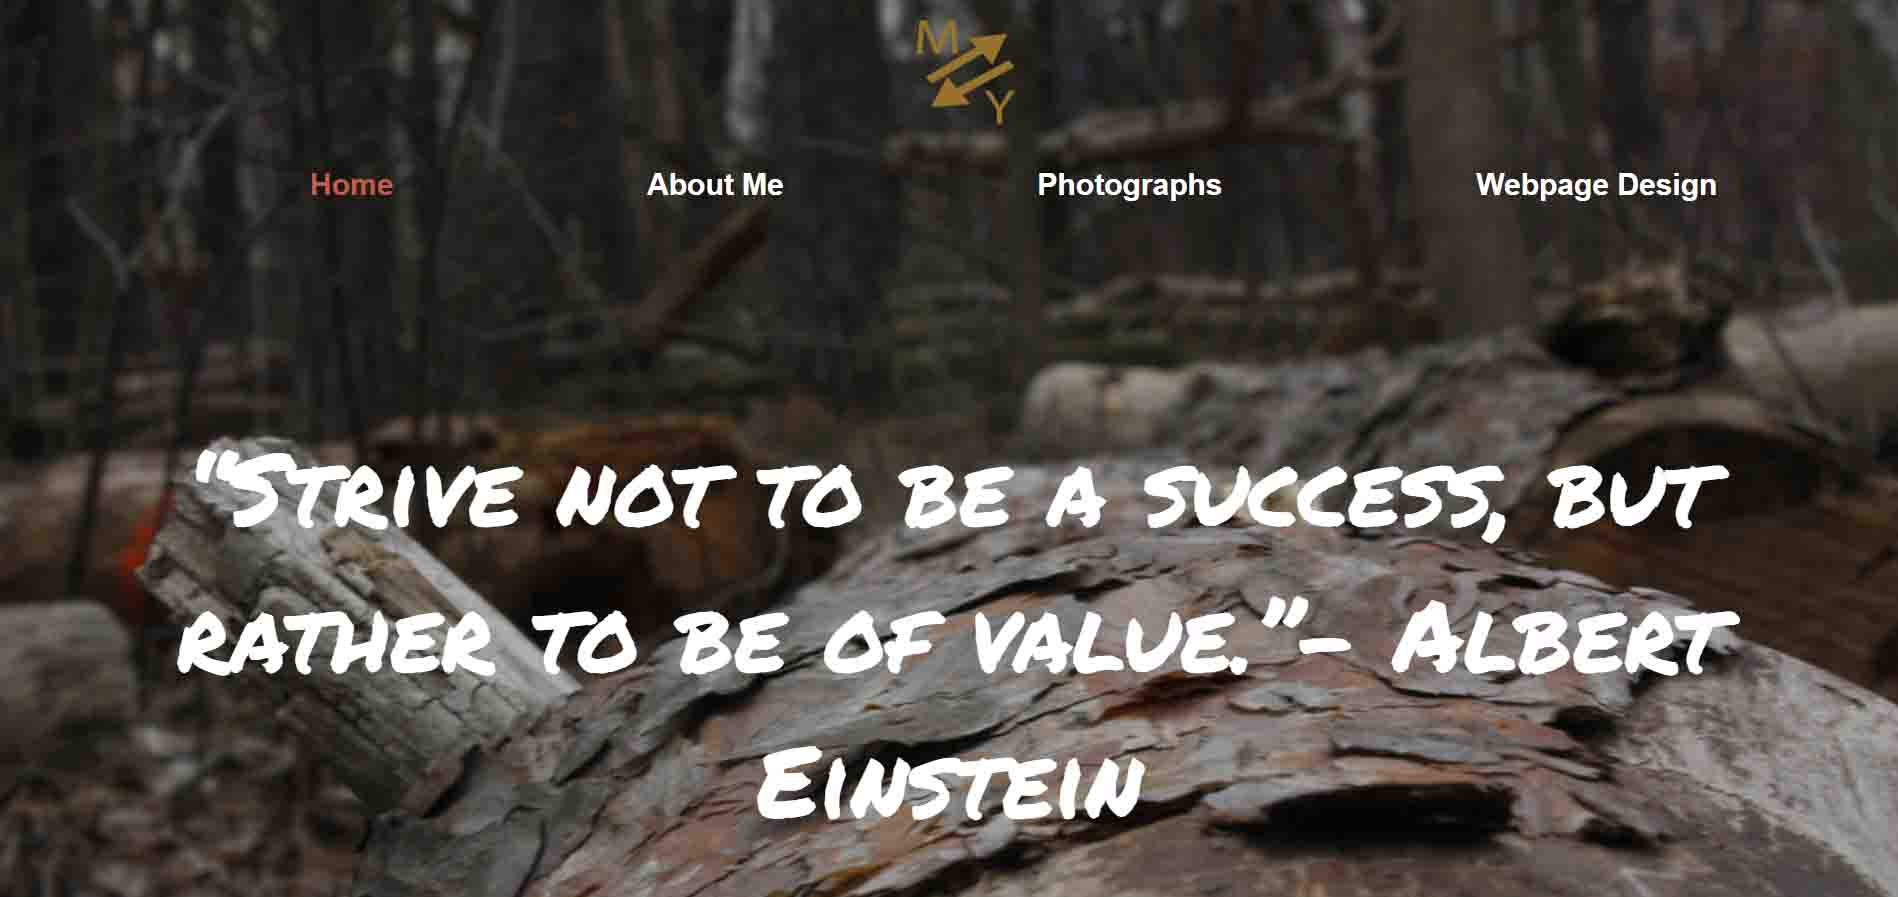 M
Y
Home About Me Photographs Webpage Design
“Strive not to be a success, but
rather to be of value.”- Albert
Einstein